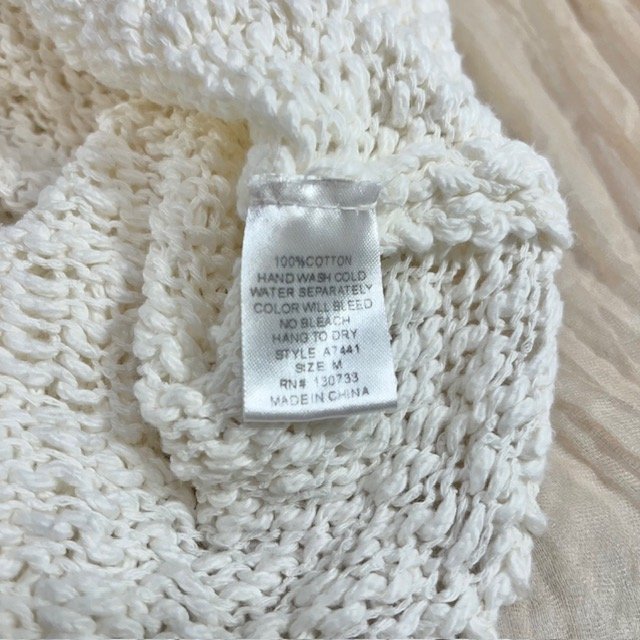 100%COTTON
HAND WASH COLD
WATER SEPARATELY
COLOR WILL BLEED
NO BLEACH
HANG TO DRY
STYLE A7441
SIZE M
RN# 130733
MADE IN CHINA